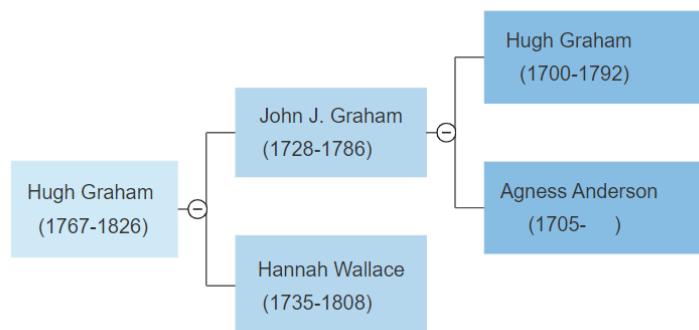 Hugh Graham
(1700-1792)
John J. Graham
(1728-1786)
Hugh Graham
(1767-1826)
Agness Anderson
(1705-     )
Hannah Wallace
(1735-1808)